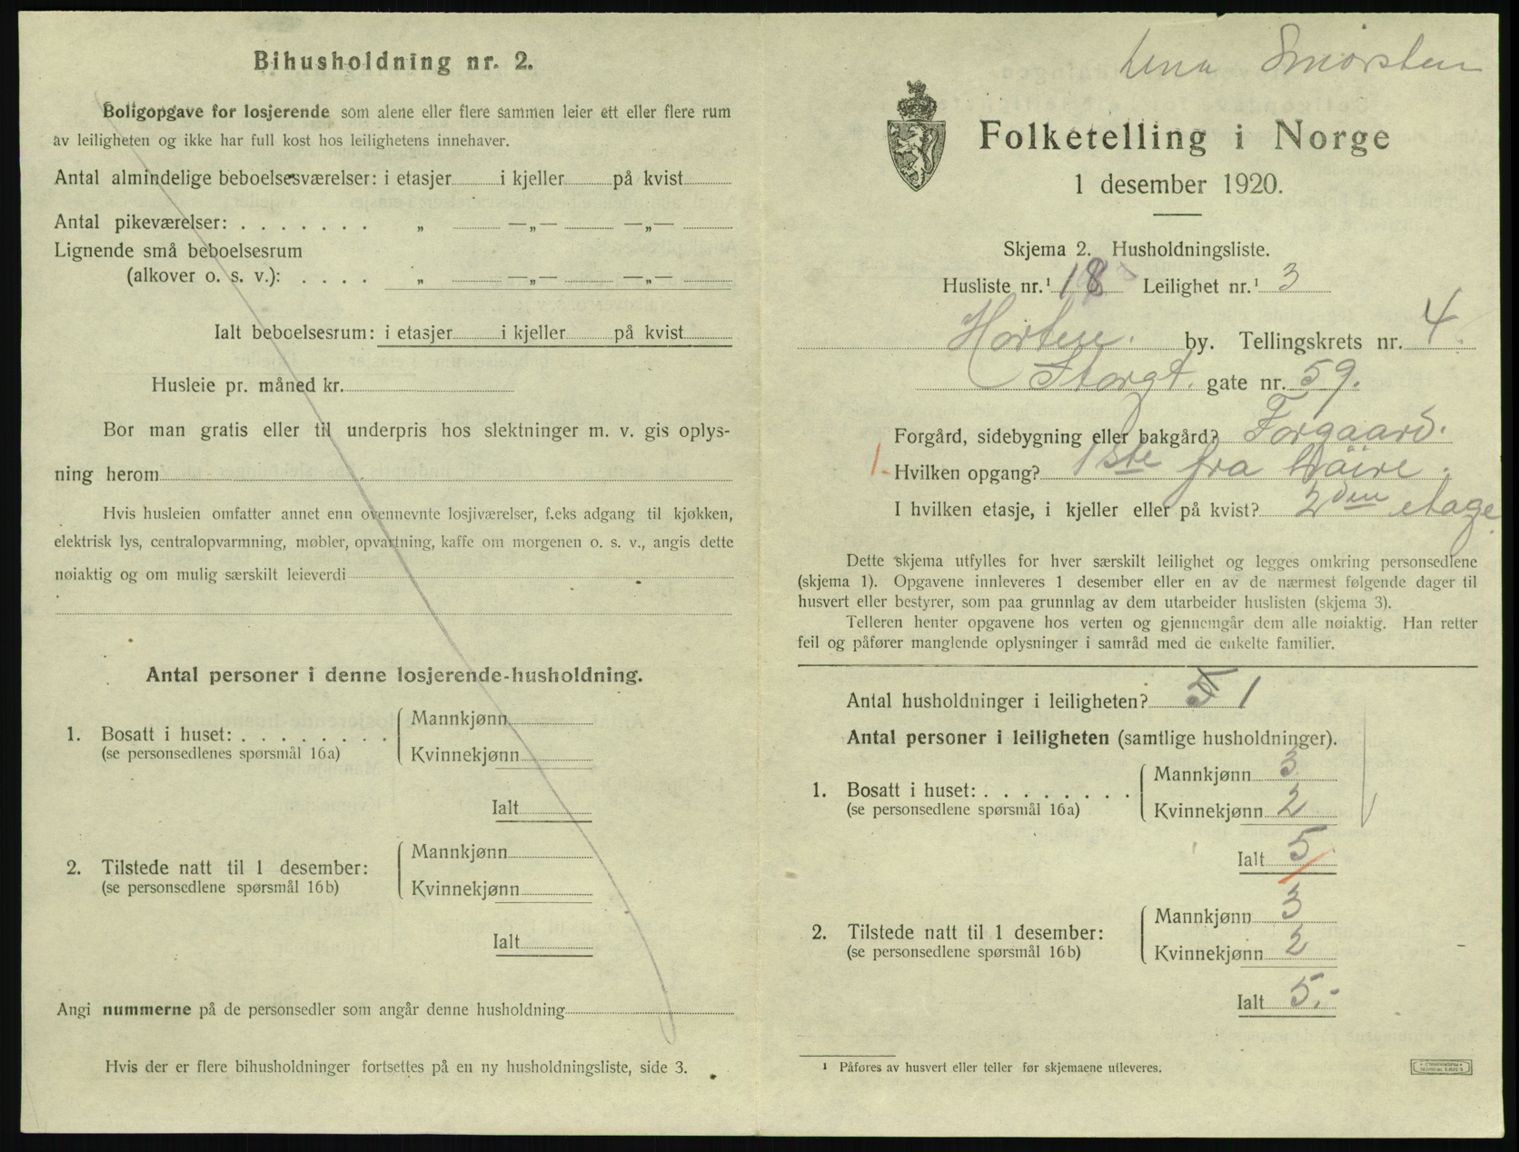 Bihusholdning nr. 2.
Boligopgave for losjerende som alene eller flere sammen leier ett eller flere rum
av leiligheten og ikke har full kost hos leilighetens innehaver.
Antal almindelige beboelsesværelser: i etasjer i kjeller på kvist
Antal pikeværelser: . . . . . . . „ —„— —„—
Lignende små beboelsesrum
(alkover o. s. v.): . . . . „ —„— —„—
Ialt beboelsesrum: i etasjer i kjeller på kvist
Husleie pr. måned kr.
Bor man gratis eller til underpris hos slektninger m. v. gis oplys-
ning herom
Hvis husleien omfatter annet enn ovennevnte losjiværelser, f.eks adgang til kjøkken,
elektrisk lys, centralopvarmning, møbler, opvartning, kaffe om morgenen o. s. v., angis dette
nøiaktig og om mulig særskilt leieverdi
Antal personer i denne losjerende-husholdning.
1. Bosatt i huset: . . . . . . . .
(se personsedlenes spørsmål 16a)
Mannkjønn
Kvinnekjønn
Ialt
2. Tilstede natt til 1 desember:
(se personsedlene spørsmål 16b)
Mannkjønn
Kvinnekjønn
Ialt
Angi nummerne på de personsedler som angår denne husholdning
Hvis der er flere bihusholdninger fortsettes på en ny husholdningsliste, side 3.
Smørsten
Folketelling i Norge
1 desember 1920.
Skjema 2. Husholdningsliste.
Husliste nr.¹ 18 Leilighet nr.¹ 3
Horten. by. Tellingskrets nr. 4.
Storgt. gate nr. 59.
Forgård, sidebygning eller bakgård? Forgaard.
1. Hvilken opgang? 1ste fra höire.
I hvilken etasje, i kjeller eller på kvist? 2den etage.
Dette skjema utfylles for hver særskilt leilighet og legges omkring personsedlene
(skjema 1). Opgavene innleveres 1 desember eller en av de nærmest følgende dager til
husvert eller bestyrer, som paa grunnlag av dem utarbeider huslisten (skjema 3).
Telleren henter opgavene hos verten og gjennemgår dem alle nøiaktig. Han retter
feil og påfører manglende oplysninger i samråd med de enkelte familier.
Antal husholdninger i leiligheten? 1
Antal personer i leiligheten (samtlige husholdninger).
1. Bosatt i huset: . . . . . . . .
(se personsedlene spørsmål 16a)
Mannkjønn 3
Kvinnekjønn 2
Ialt 5
2. Tilstede natt til 1 desember:
(se personsedlene spørsmål 16b)
Mannkjønn 3
Kvinnekjønn 2
Ialt 5.-
¹ Påføres av husvert eller teller før skjemaene utleveres.